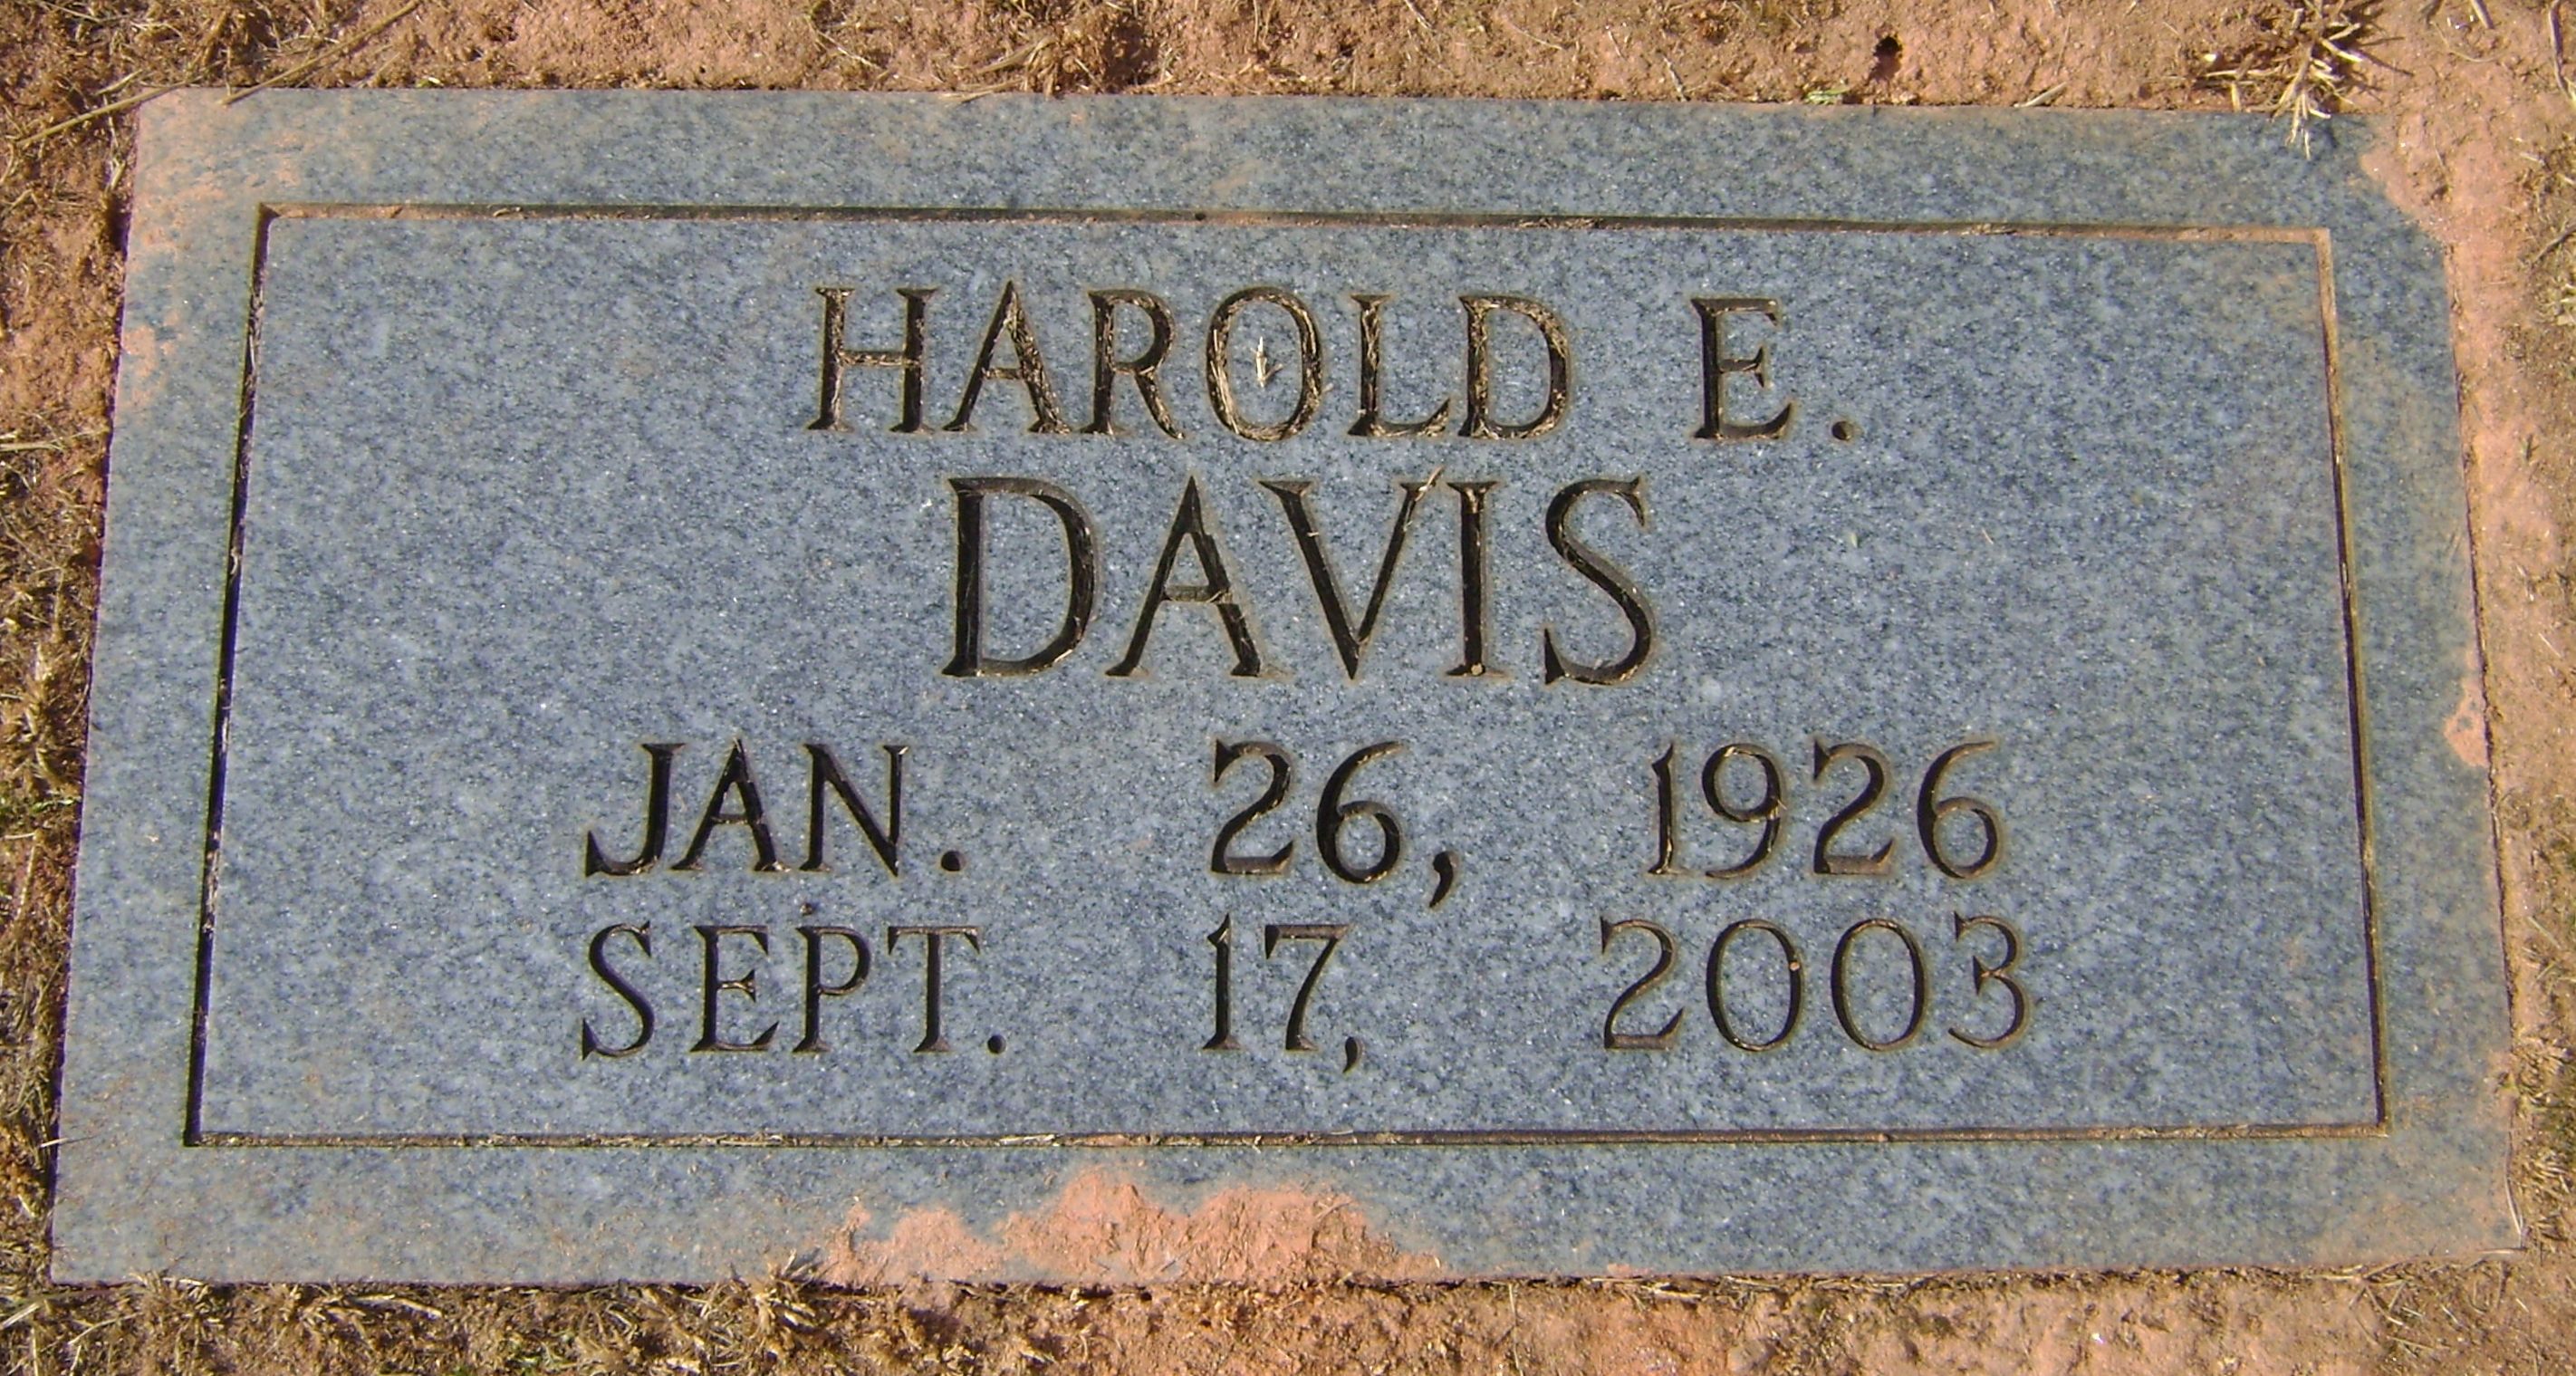 HAROLD E.
DAVIS
JAN. 26, 1926
SEPT. 17, 2003